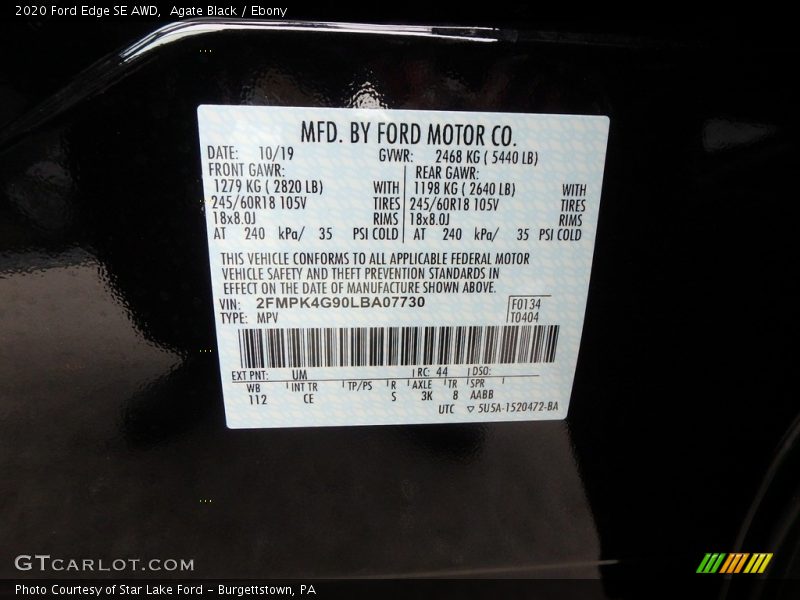 2020 Ford Edge SE AWD,  Agate Black / Ebony
MFD. BY FORD MOTOR CO.
DATE: 10/19 GVWR: 2468 KG ( 5440 LB)
FRONT GAWR: REAR GAWR:
1279 KG ( 2820 LB) WITH 1198 KG ( 2640 LB) WITH
245/60R18 105V TIRES 245/60R18 105V TIRES
18x8.0J RIMS 18x8.0J RIMS
AT 240 kPa/ 35 PSI COLD AT 240 kPa/ 35 PSI COLD
THIS VEHICLE CONFORMS TO ALL APPLICABLE FEDERAL MOTOR
VEHICLE SAFETY AND THEFT PREVENTION STANDARDS IN
EFFECT ON THE DATE OF MANUFACTURE SHOWN ABOVE.
VIN: 2FMPK4G90LBA07730 F0134
TYPE: MPV T0404
EXT PNT: UM RC: 44 DSO:
WB INT TR TP/PS R AXLE TR SPR
112 CE S 3K 8 AABB
UTC ▽ 5U5A-1520472-BA
GTCARLOT.COM
Photo Courtesy of Star Lake Ford – Burgettstown, PA